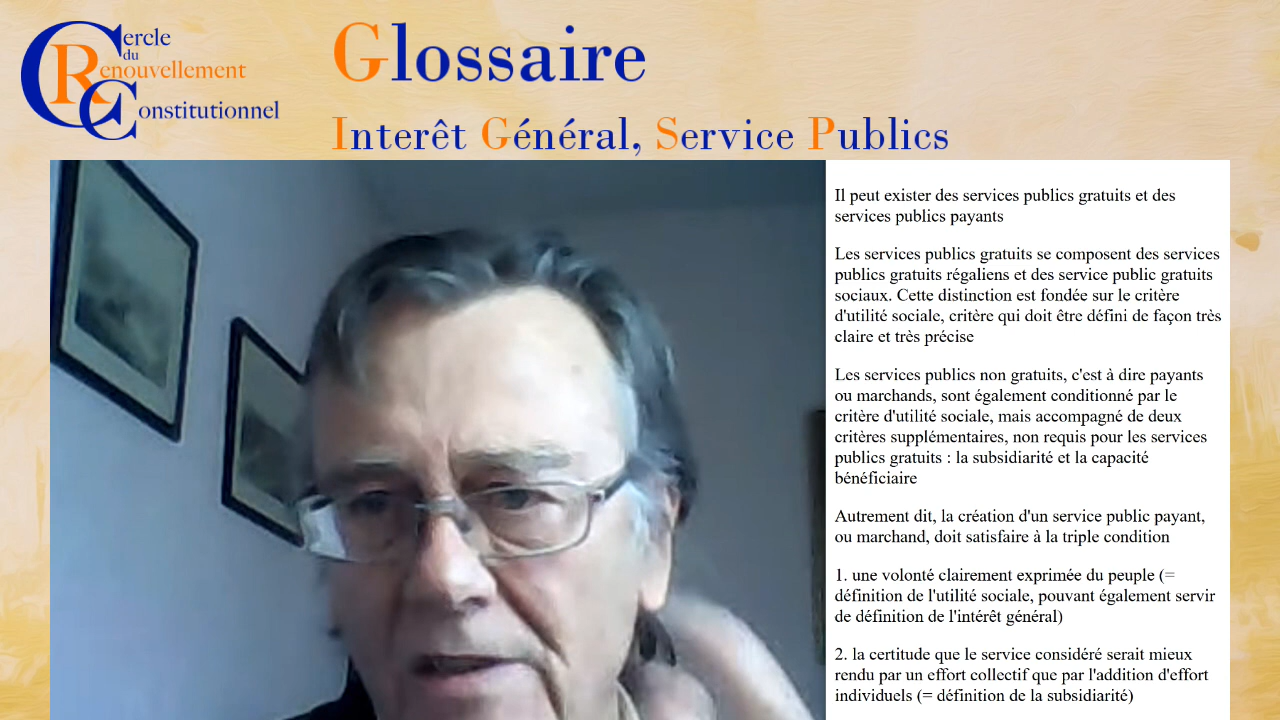 Cercle
du
Renouvellement
Constitutionnel
Glossaire
Interêt Général, Service Publics
Il peut exister des services publics gratuits et des
services publics payants
Les services publics gratuits se composent des services
publics gratuits régaliens et des service public gratuits
sociaux. Cette distinction est fondée sur le critère
d'utilité sociale, critère qui doit être défini de façon très
claire et très précise
Les services publics non gratuits, c'est à dire payants
ou marchands, sont également conditionné par le
critère d'utilité sociale, mais accompagné de deux
critères supplémentaires, non requis pour les services
publics gratuits : la subsidiarité et la capacité
bénéficiaire
Autrement dit, la création d'un service public payant,
ou marchand, doit satisfaire à la triple condition
1. une volonté clairement exprimée du peuple (=
définition de l'utilité sociale, pouvant également servir
de définition de l'intérêt général)
2. la certitude que le service considéré serait mieux
rendu par un effort collectif que par l'addition d'effort
individuels (= définition de la subsidiarité)